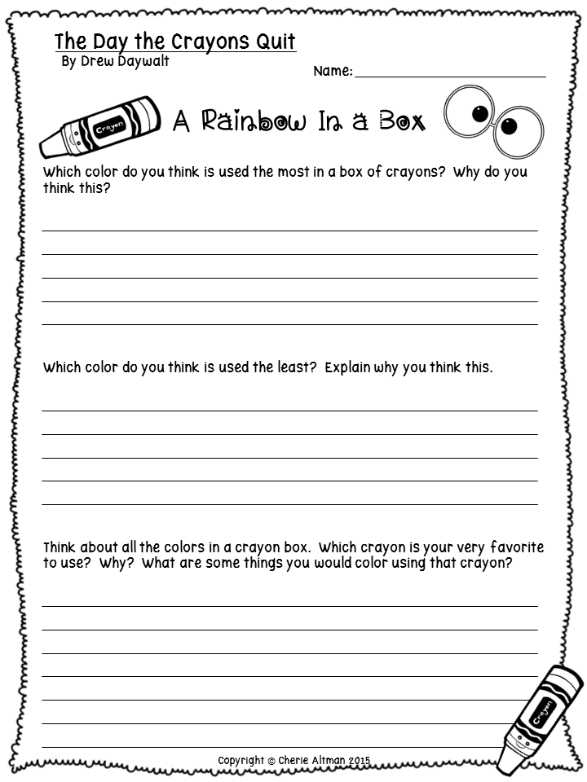 The Day the Crayons Quit
By Drew Daywalt
Name:
Crayon
A Rainbow In a Box
Which color do you think is used the most in a box of crayons? Why do you
think this?
Which color do you think is used the least? Explain why you think this.
Think about all the colors in a crayon box. Which crayon is your very favorite
to use? Why? What are some things you would color using that crayon?
Crayon
Copyright © Cherie Altman 2015